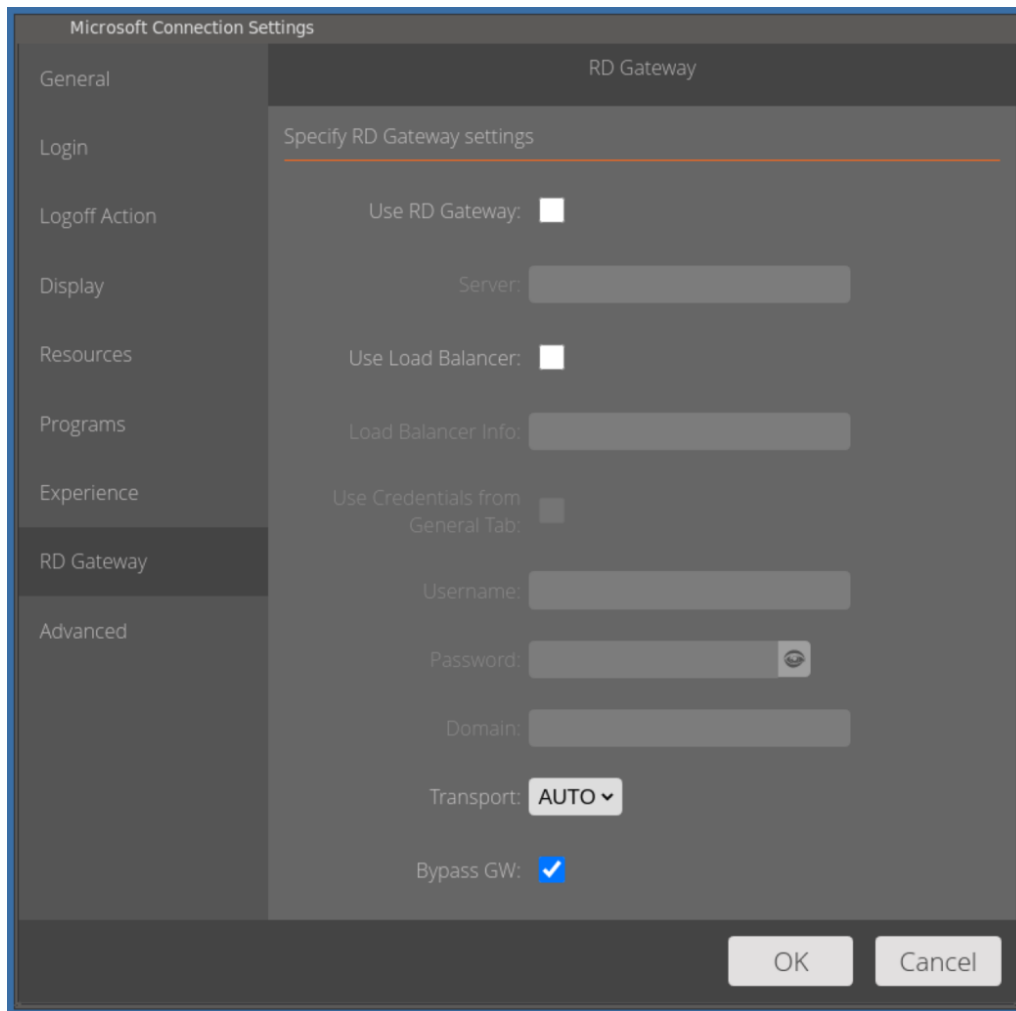 Microsoft Connection Settings
General
Login
Logoff Action
Display
Resources
Programs
Experience
RD Gateway
Advanced
RD Gateway
Specify RD Gateway settings
Use RD Gateway:
Server:
Use Load Balancer:
Load Balancer Info:
Use Credentials from
General Tab:
Username:
Password:
Domain:
Transport: AUTO
Bypass GW:
OK Cancel